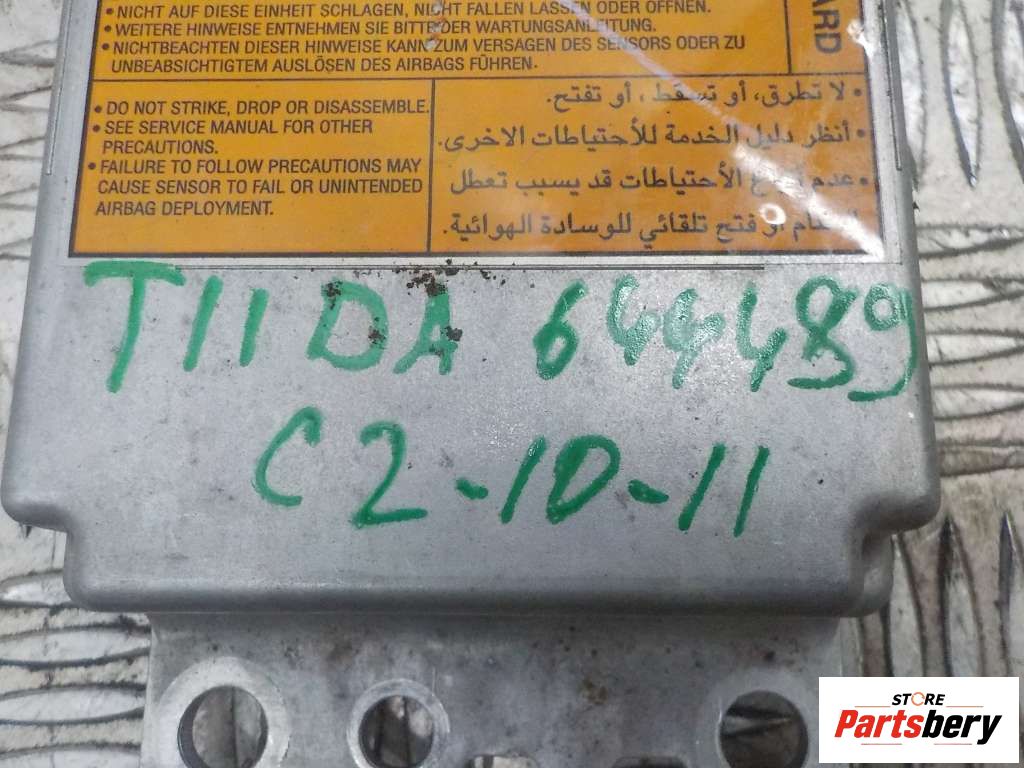 • NICHT AUF DIESE EINHEIT SCHLAGEN, NICHT FALLEN LASSEN ODER ÖFFNEN.
• WEITERE HINWEISE ENTNEHMEN SIE BITTE DER WARTUNGSANLEITUNG.
• NICHTBEACHTEN DIESER HINWEISE KANN ZUM VERSAGEN DES SENSORS ODER ZU
UNBEABSICHTIGTEM AUSLÖSEN DES AIRBAGS FÜHREN.
ARD
• DO NOT STRIKE, DROP OR DISASSEMBLE.
• SEE SERVICE MANUAL FOR OTHER
PRECAUTIONS.
• FAILURE TO FOLLOW PRECAUTIONS MAY
CAUSE SENSOR TO FAIL OR UNINTENDED
AIRBAG DEPLOYMENT.
• لا تطرق، أو تسقط، أو تفتح.
• أنظر دليل الخدمة للأحتياطات الاخرى.
• عدم الأحتياطات قد يسبب تعطل
أو فتح تلقائي للوسادة الهوائية.
TIIDA 644489
C2-10-11
STORE
Partsbery